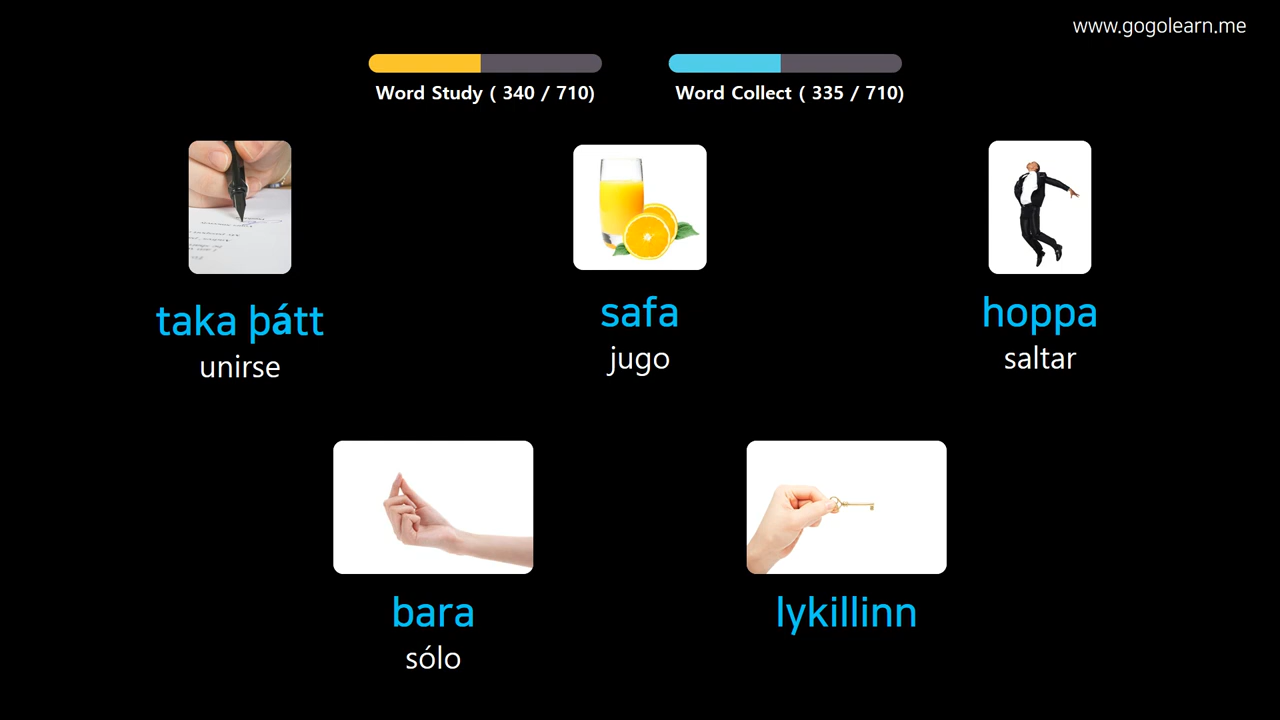 www.gogolearn.me
Word Study ( 340 / 710)
Word Collect ( 335 / 710)
taka þátt
unirse
safa
jugo
hoppa
saltar
bara
sólo
lykillinn